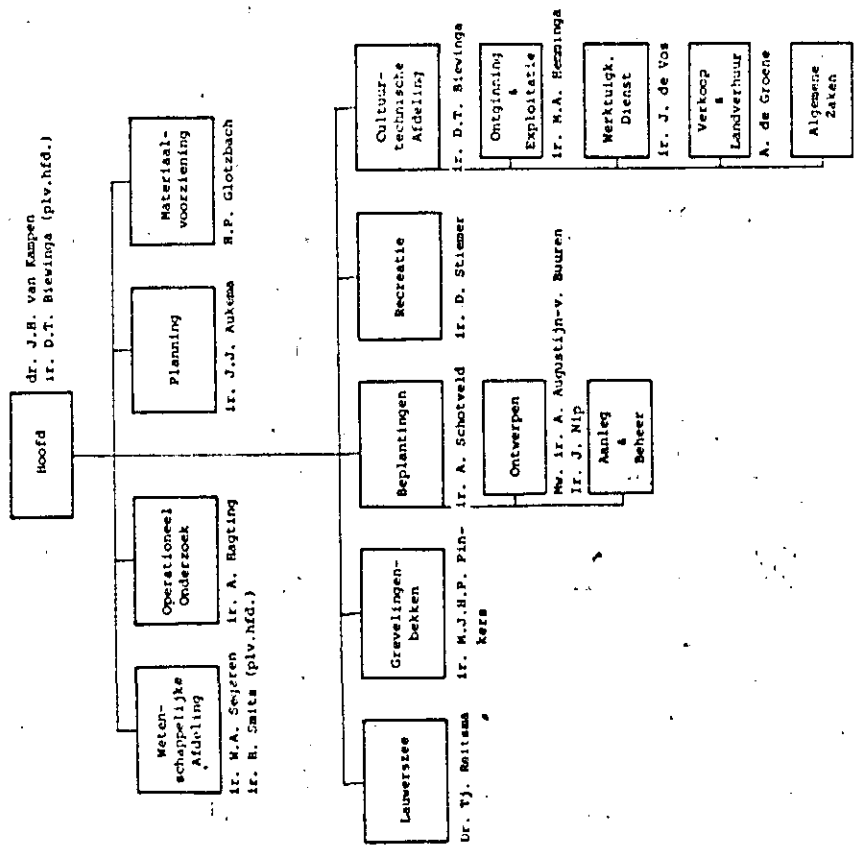 Hoofd
dr. J.H. van Kampen
ir. D.T. Biewinga (plv.hfd.)
Weten-
schappelijke
Afdeling
ir. W.A. Segeren
ir. B. Smits (plv.hfd.)
Operationeel
Onderzoek
ir. A. Hagting
Planning
ir. J.J. Aukema
Materiaal-
voorziening
H.P. Glotzbach
Lauwerszee
Dr. Tj. Reitsma
Grevelingen-
bekken
ir. M.J.H.P. Pin-
kers
Beplantingen
ir. A. Schotveld
Ontwerpen
Mw. ir. A. Augustijn-v. Buuren
Ir. J. Nip
Aanleg
&
Beheer
Recreatie
ir. D. Stiemer
Cultuur-
technische
Afdeling
ir. D.T. Biewinga
Ontginning
&
Exploitatie
ir. M.A. Hemminga
Werktuigk.
Dienst
ir. J. de Vos
Verkoop
&
Landverhuur
A. de Groene
Algemene
Zaken